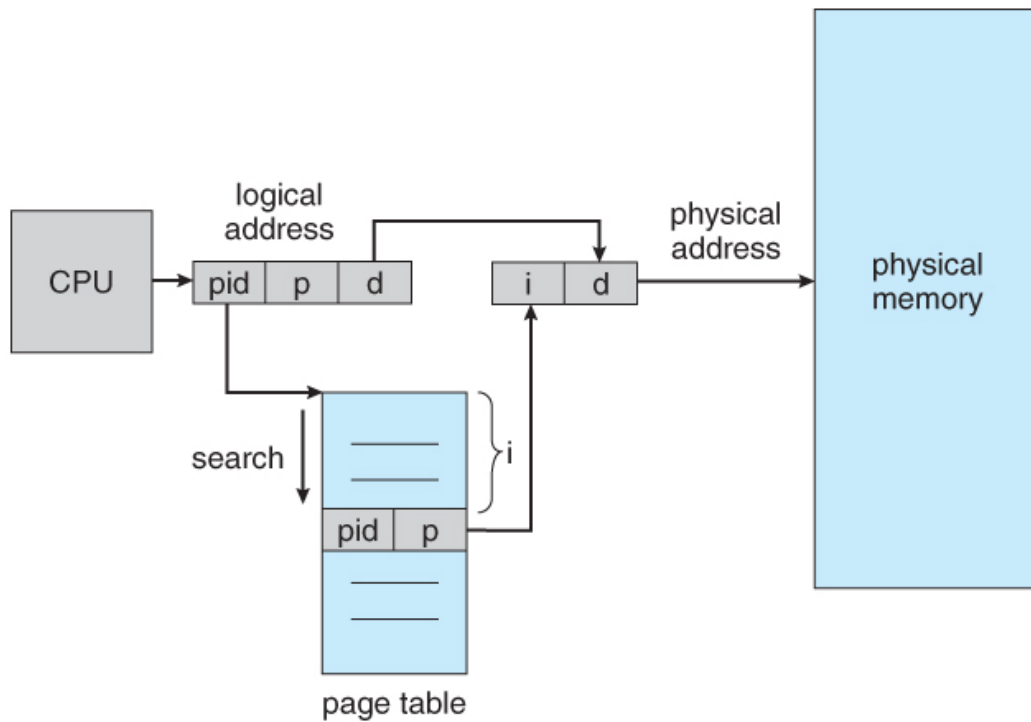 logical
address
physical
address
CPU
pid p d
i d
physical
memory
search
i
pid p
page table